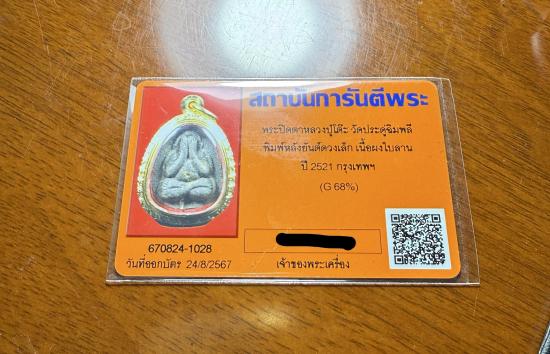 สถาบันการันตีพระ
พระปิดตาหลวงปู่โต๊ะ วัดประดู่ฉิมพลี
พิมพ์หลังยันต์ดวงเล็ก เนื้อผงใบลาน
ปี 2521 กรุงเทพฯ
(G 68%)
670824-1028
วันที่ออกบัตร 24/8/2567
เจ้าของพระเครื่อง